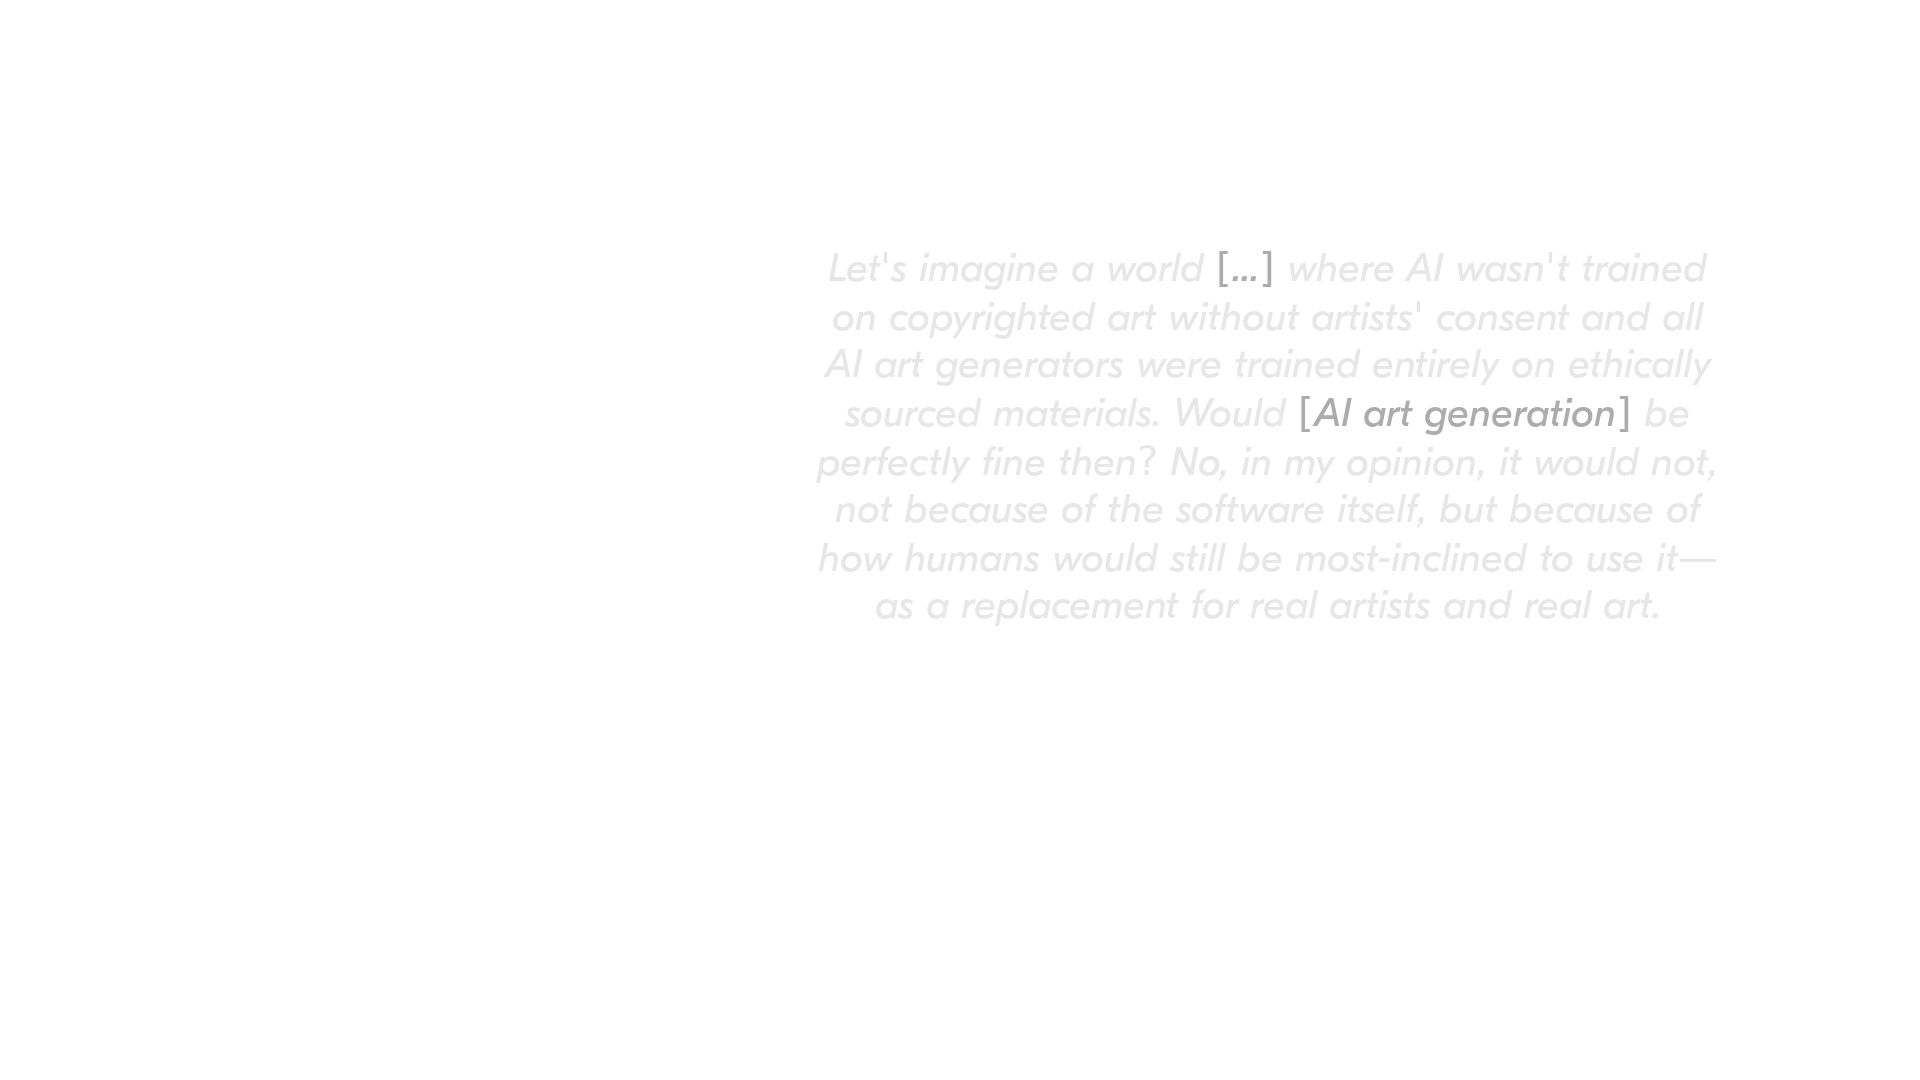 Let's imagine a world [...] where AI wasn't trained
on copyrighted art without artists' consent and all
AI art generators were trained entirely on ethically
sourced materials. Would [AI art generation] be
perfectly fine then? No, in my opinion, it would not,
not because of the software itself, but because of
how humans would still be most-inclined to use it—
as a replacement for real artists and real art.